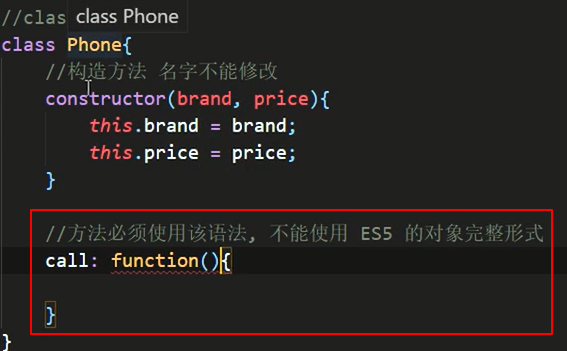 //clas
class Phone
class Phone{
//构造方法 名字不能修改
constructor(brand, price){
this.brand = brand;
this.price = price;
}
//方法必须使用该语法, 不能使用 ES5 的对象完整形式
call: function(){
}
}